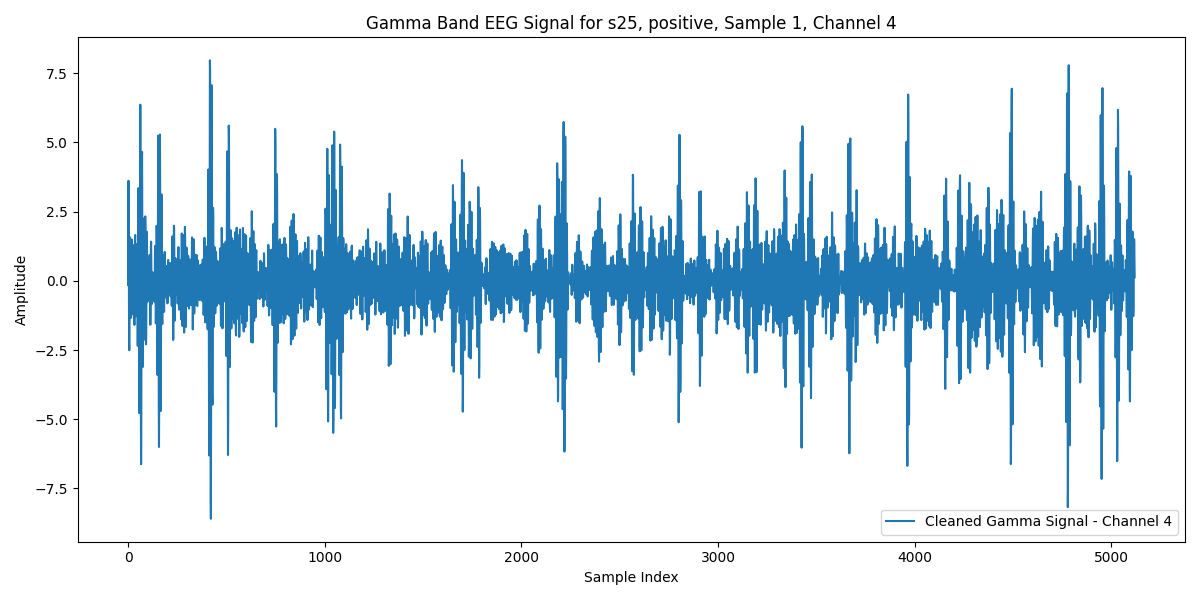 Gamma Band EEG Signal for s25, positive, Sample 1, Channel 4
Amplitude
7.5
5.0
2.5
0.0
−2.5
−5.0
−7.5
Cleaned Gamma Signal - Channel 4
0 1000 2000 3000 4000 5000
Sample Index